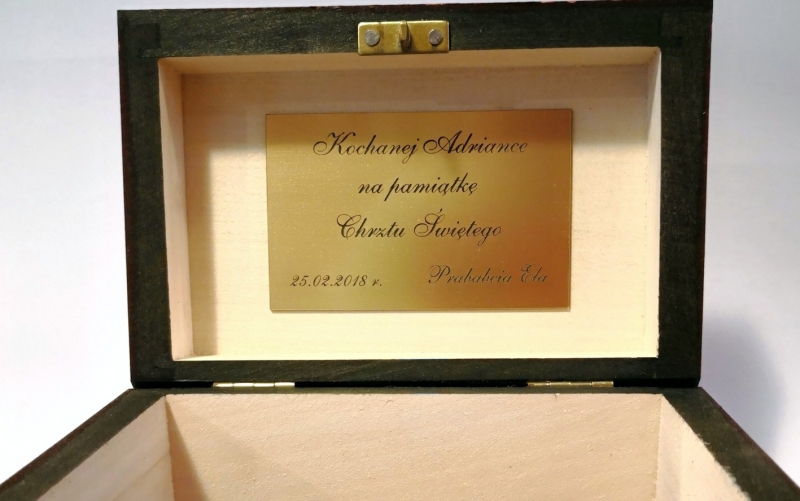 Kochanej Adriance
na pamiątkę
Chrztu Świętego
25.02.2018 r. Prababcia Ela